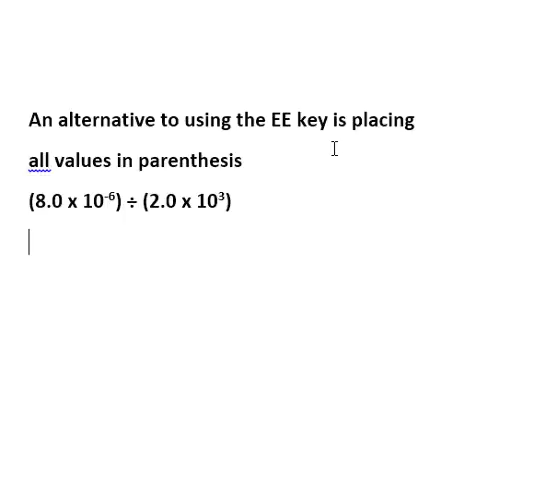 An alternative to using the EE key is placing
all values in parenthesis
(8.0 x 10⁻⁶) ÷ (2.0 x 10³)